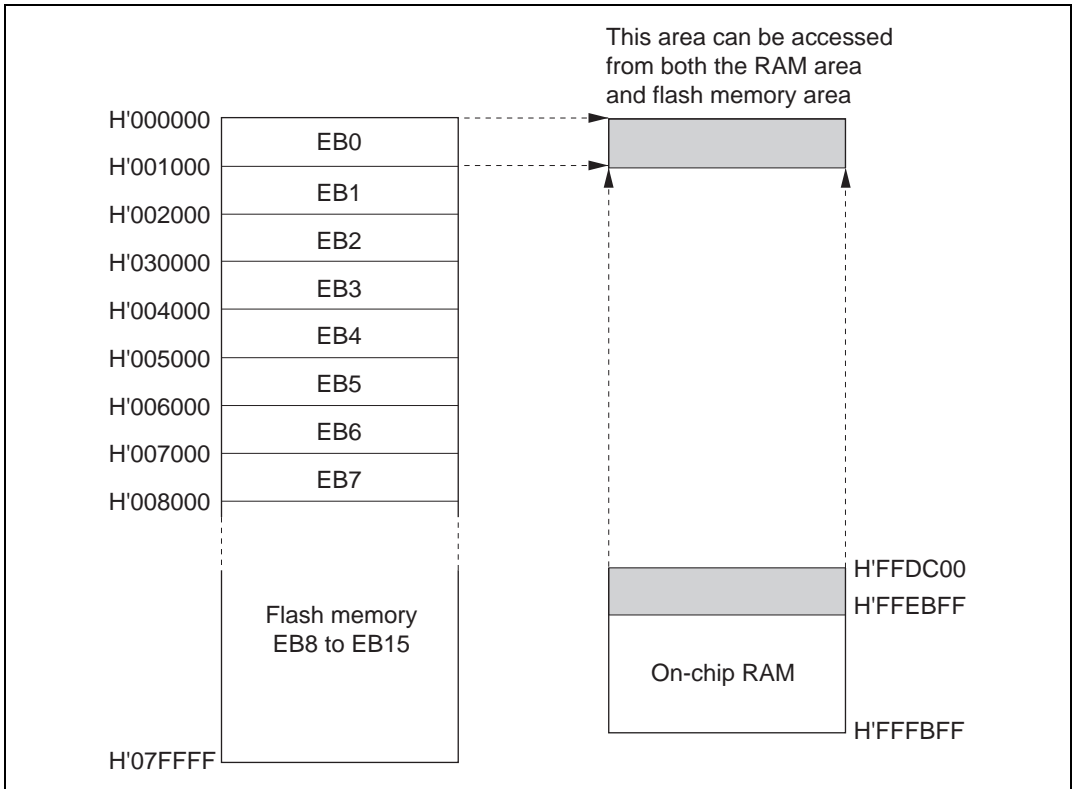 This area can be accessed
from both the RAM area
and flash memory area
H'000000
EB0
H'001000
EB1
H'002000
EB2
H'030000
EB3
H'004000
EB4
H'005000
EB5
H'006000
EB6
H'007000
EB7
H'008000
H'FFDC00
H'FFEBFF
Flash memory
EB8 to EB15
On-chip RAM
H'FFFBFF
H'07FFFF